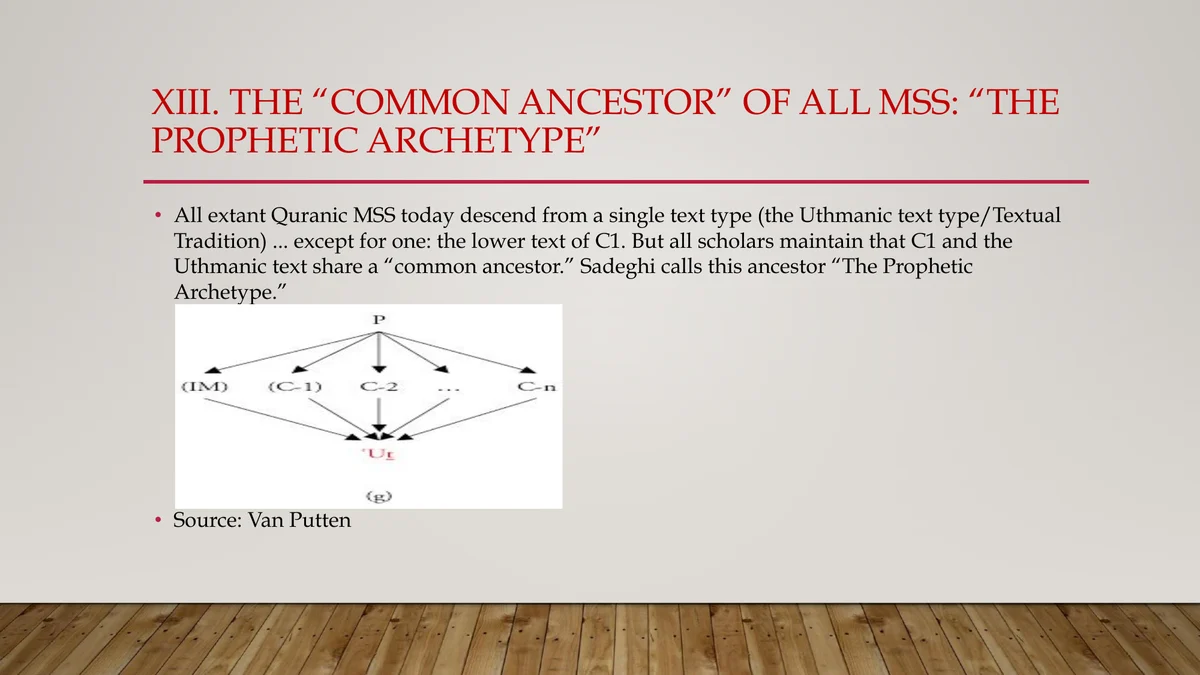 XIII. THE “COMMON ANCESTOR” OF ALL MSS: “THE
PROPHETIC ARCHETYPE”
• All extant Quranic MSS today descend from a single text type (the Uthmanic text type/Textual
Tradition) ... except for one: the lower text of C1. But all scholars maintain that C1 and the
Uthmanic text share a “common ancestor.” Sadeghi calls this ancestor “The Prophetic
Archetype.”
P
(IM) (C-1) C-2 ... C-n
ʿUṯ
(g)
• Source: Van Putten